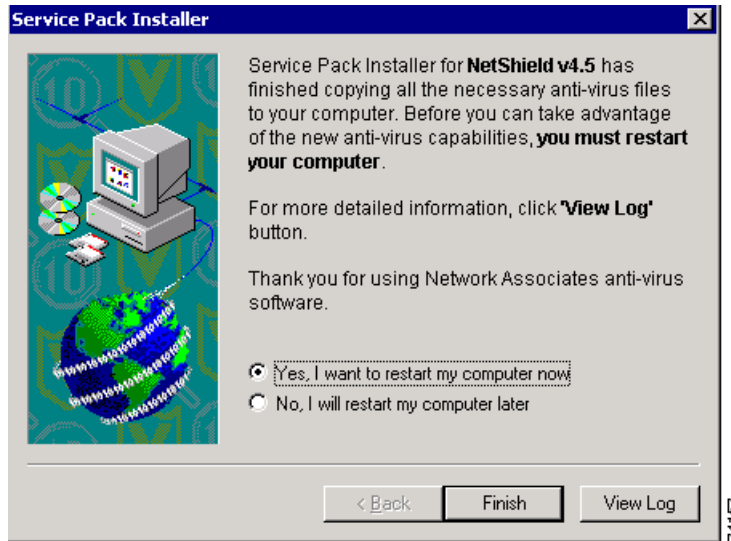 Service Pack Installer
Service Pack Installer for NetShield v4.5 has
finished copying all the necessary anti-virus files
to your computer. Before you can take advantage
of the new anti-virus capabilities, you must restart
your computer.
For more detailed information, click 'View Log'
button.
Thank you for using Network Associates anti-virus
software.
Yes, I want to restart my computer now
No, I will restart my computer later
< Back
Finish
View Log